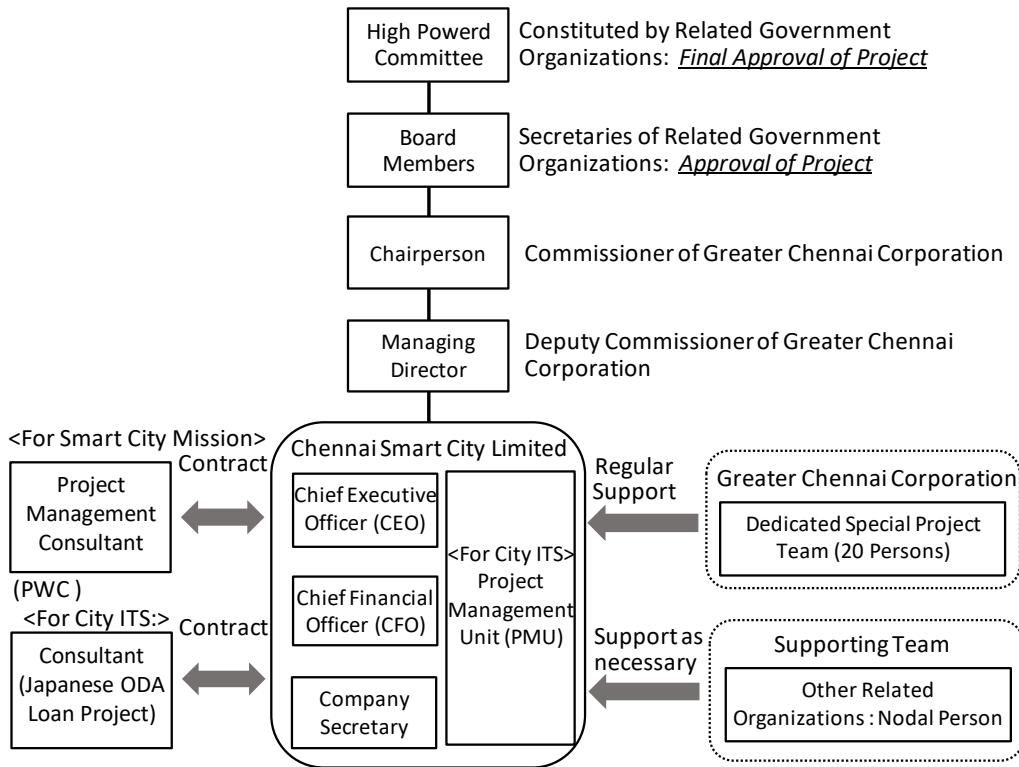 High Powerd
Committee
Constituted by Related Government
Organizations: Final Approval of Project
Board
Members
Secretaries of Related Government
Organizations: Approval of Project
Chairperson
Commissioner of Greater Chennai Corporation
Managing
Director
Deputy Commissioner of Greater Chennai
Corporation
<For Smart City Mission>
Contract
Project
Management
Consultant
(PWC )
<For City ITS:>
Contract
Consultant
(Japanese ODA
Loan Project)
Chennai Smart City Limited
Chief Executive
Officer (CEO)
Chief Financial
Officer (CFO)
Company
Secretary
<For City ITS>
Project
Management
Unit (PMU)
Regular
Support
Greater Chennai Corporation
Dedicated Special Project
Team (20 Persons)
Support as
necessary
Supporting Team
Other Related
Organizations : Nodal Person